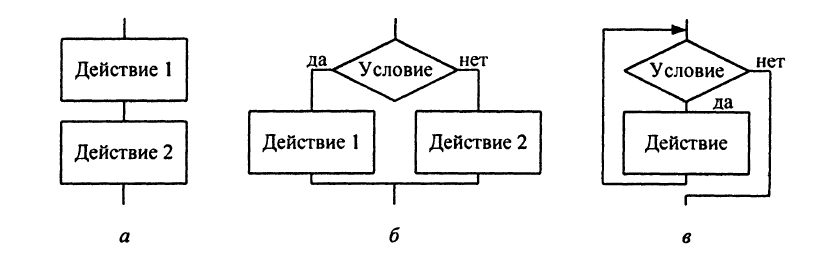 Действие 1
Действие 2
а
да
Условие
нет
Действие 1
Действие 2
б
Условие
нет
да
Действие
в